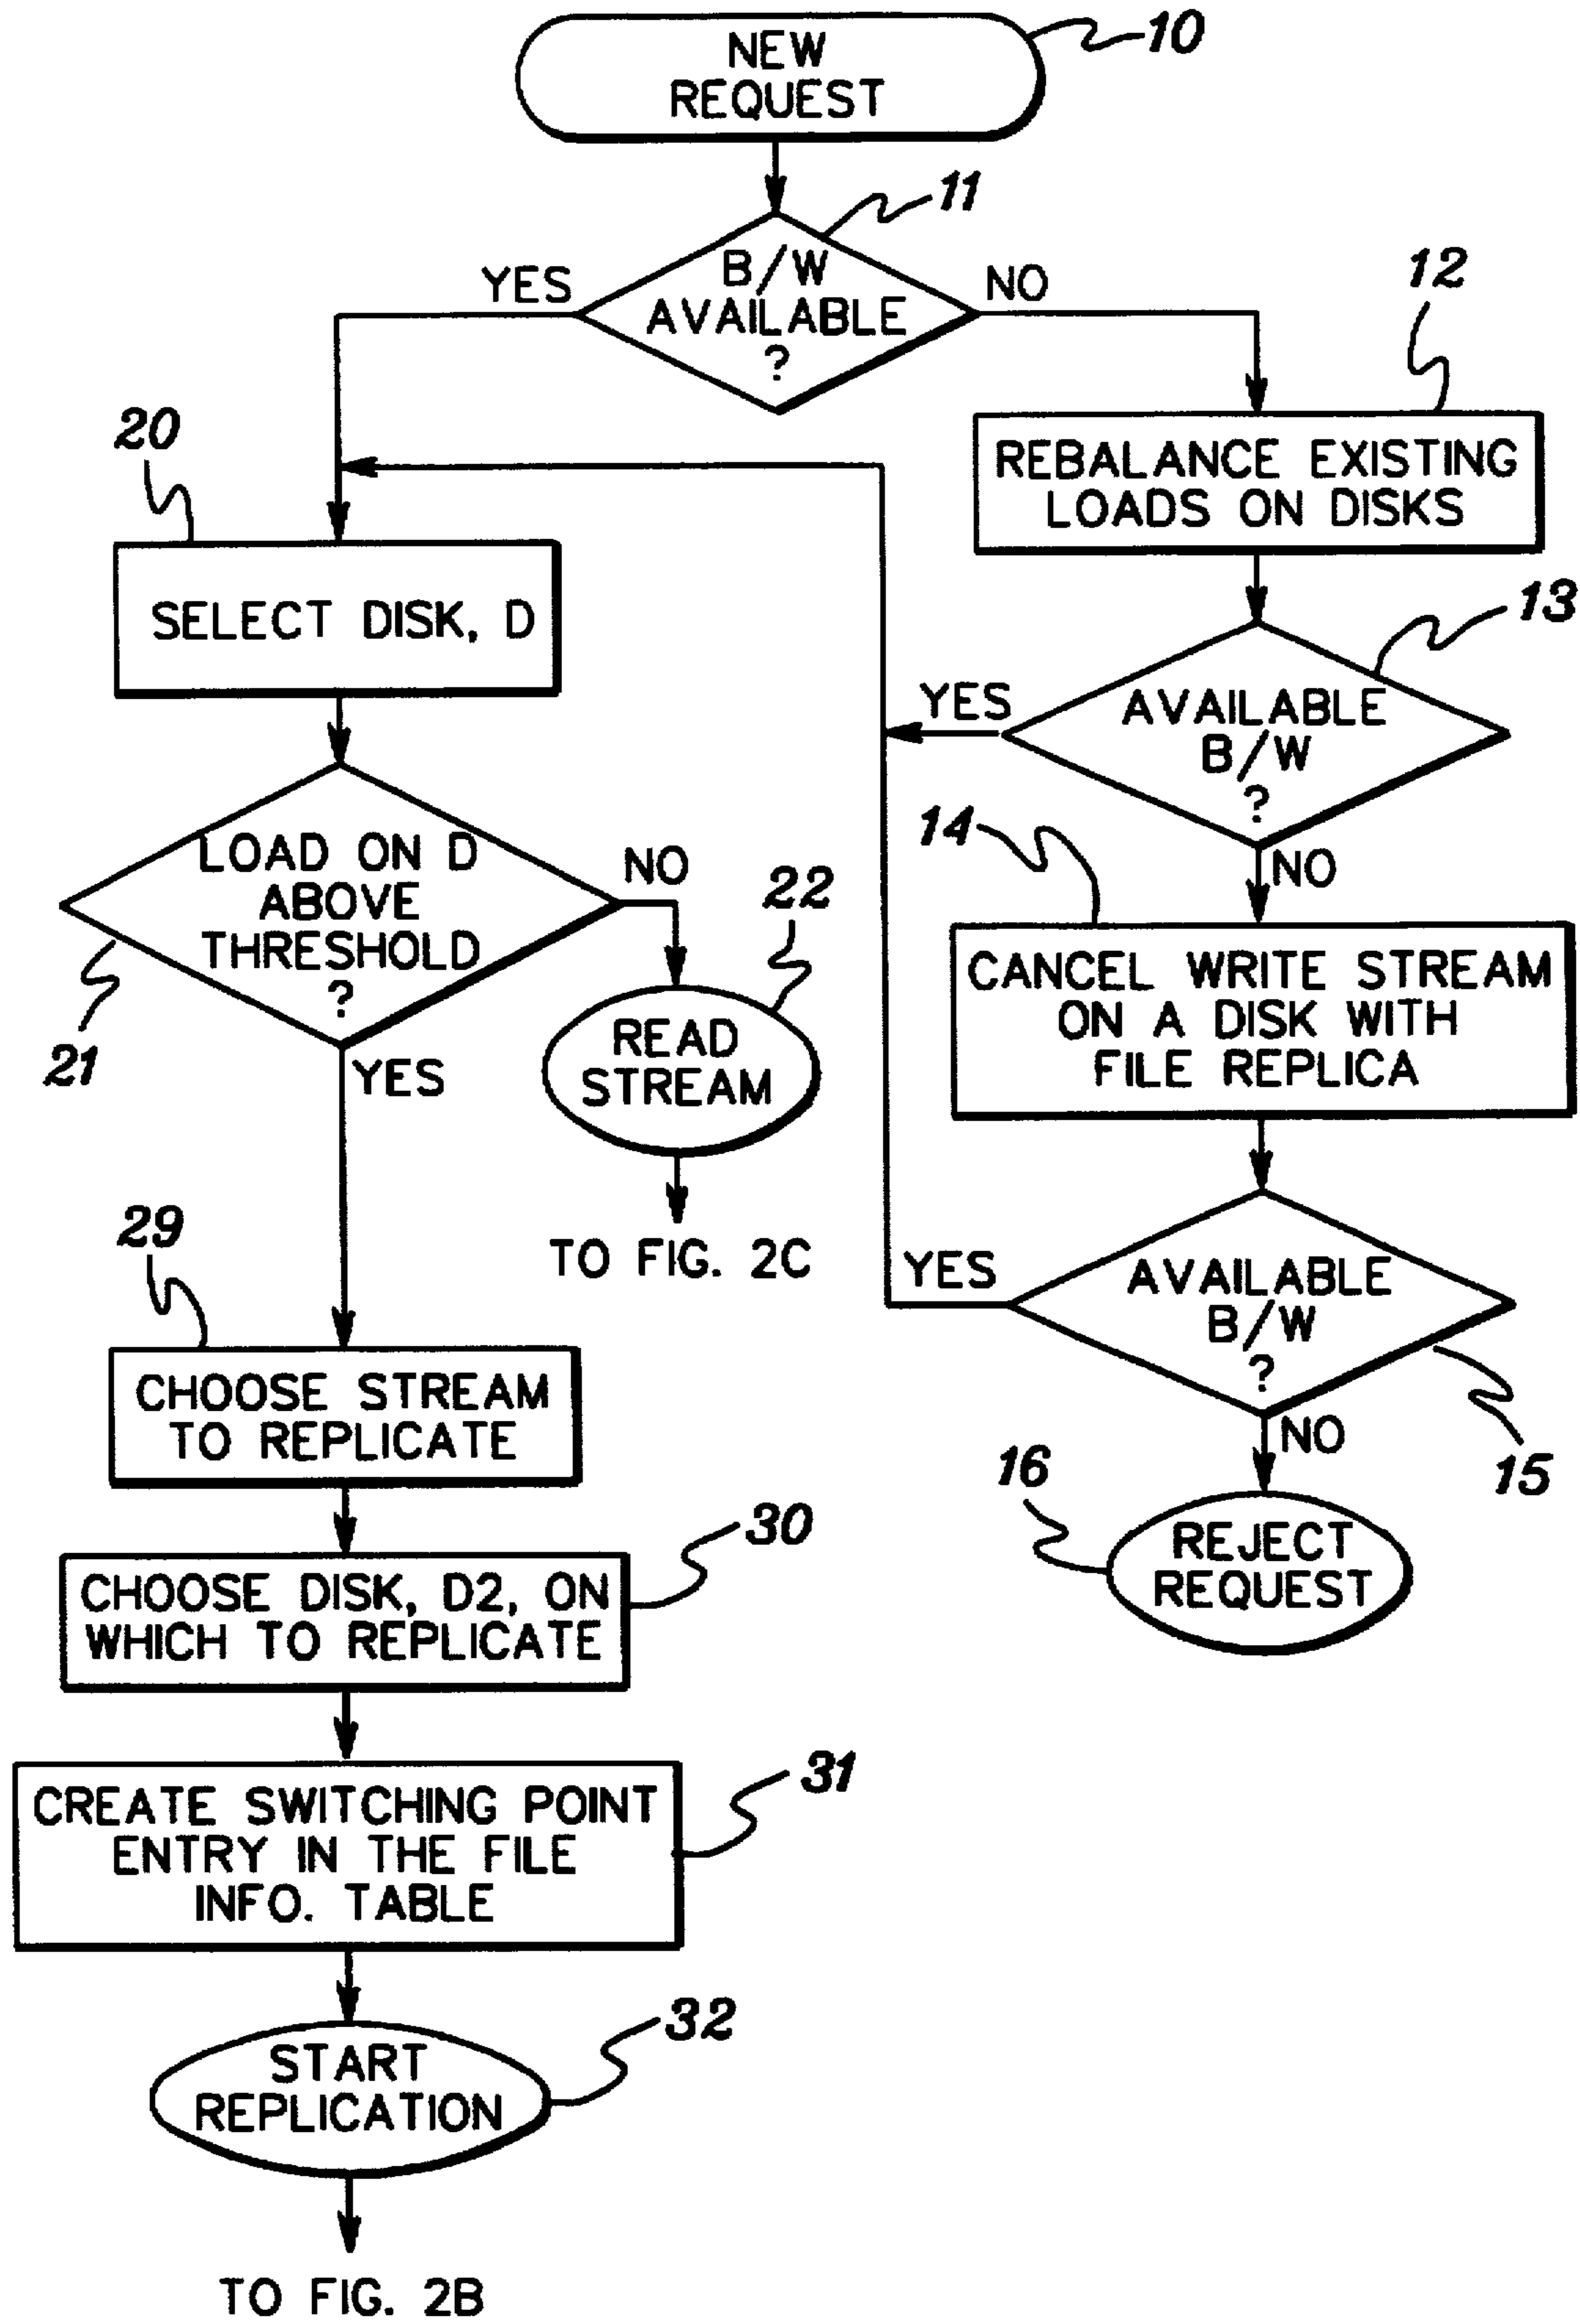 NEW
REQUEST
10
11
B/W
AVAILABLE
?
YES
NO
12
REBALANCE EXISTING
LOADS ON DISKS
20
SELECT DISK, D
13
AVAILABLE
B/W
?
YES
NO
14
CANCEL WRITE STREAM
ON A DISK WITH
FILE REPLICA
LOAD ON D
ABOVE
THRESHOLD
?
NO
21
YES
22
READ
STREAM
TO FIG. 2C
AVAILABLE
B/W
?
YES
NO
15
16
REJECT
REQUEST
29
CHOOSE STREAM
TO REPLICATE
30
CHOOSE DISK, D2, ON
WHICH TO REPLICATE
31
CREATE SWITCHING POINT
ENTRY IN THE FILE
INFO. TABLE
32
START
REPLICATION
TO FIG. 2B